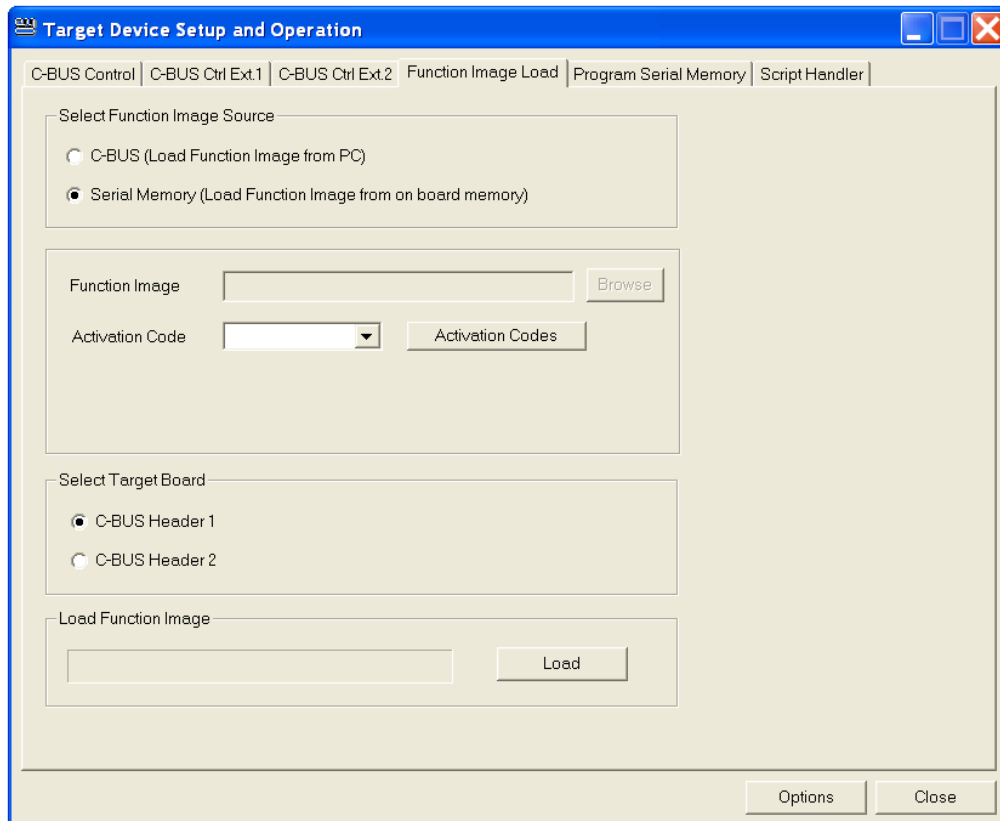 Target Device Setup and Operation
C-BUS Control C-BUS Ctrl Ext.1 C-BUS Ctrl Ext.2 Function Image Load Program Serial Memory Script Handler
Select Function Image Source
C-BUS (Load Function Image from PC)
Serial Memory (Load Function Image from on board memory)
Function Image Browse
Activation Code Activation Codes
Select Target Board
C-BUS Header 1
C-BUS Header 2
Load Function Image
Load
Options Close